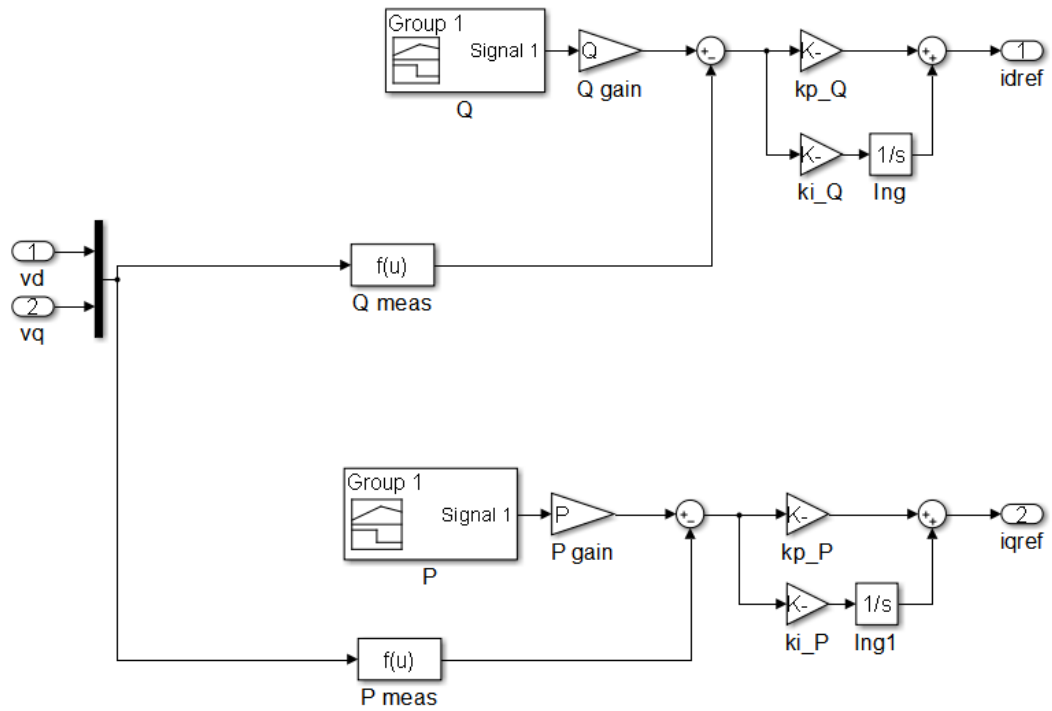 Group 1
Signal 1
Q
Q
Q gain
+
−
K-
kp_Q
+
+
1
idref
K-
ki_Q
1/s
Ing
1
vd
2
vq
f(u)
Q meas
Group 1
Signal 1
P
P
P gain
+
−
K-
kp_P
+
+
2
iqref
K-
ki_P
1/s
Ing1
f(u)
P meas